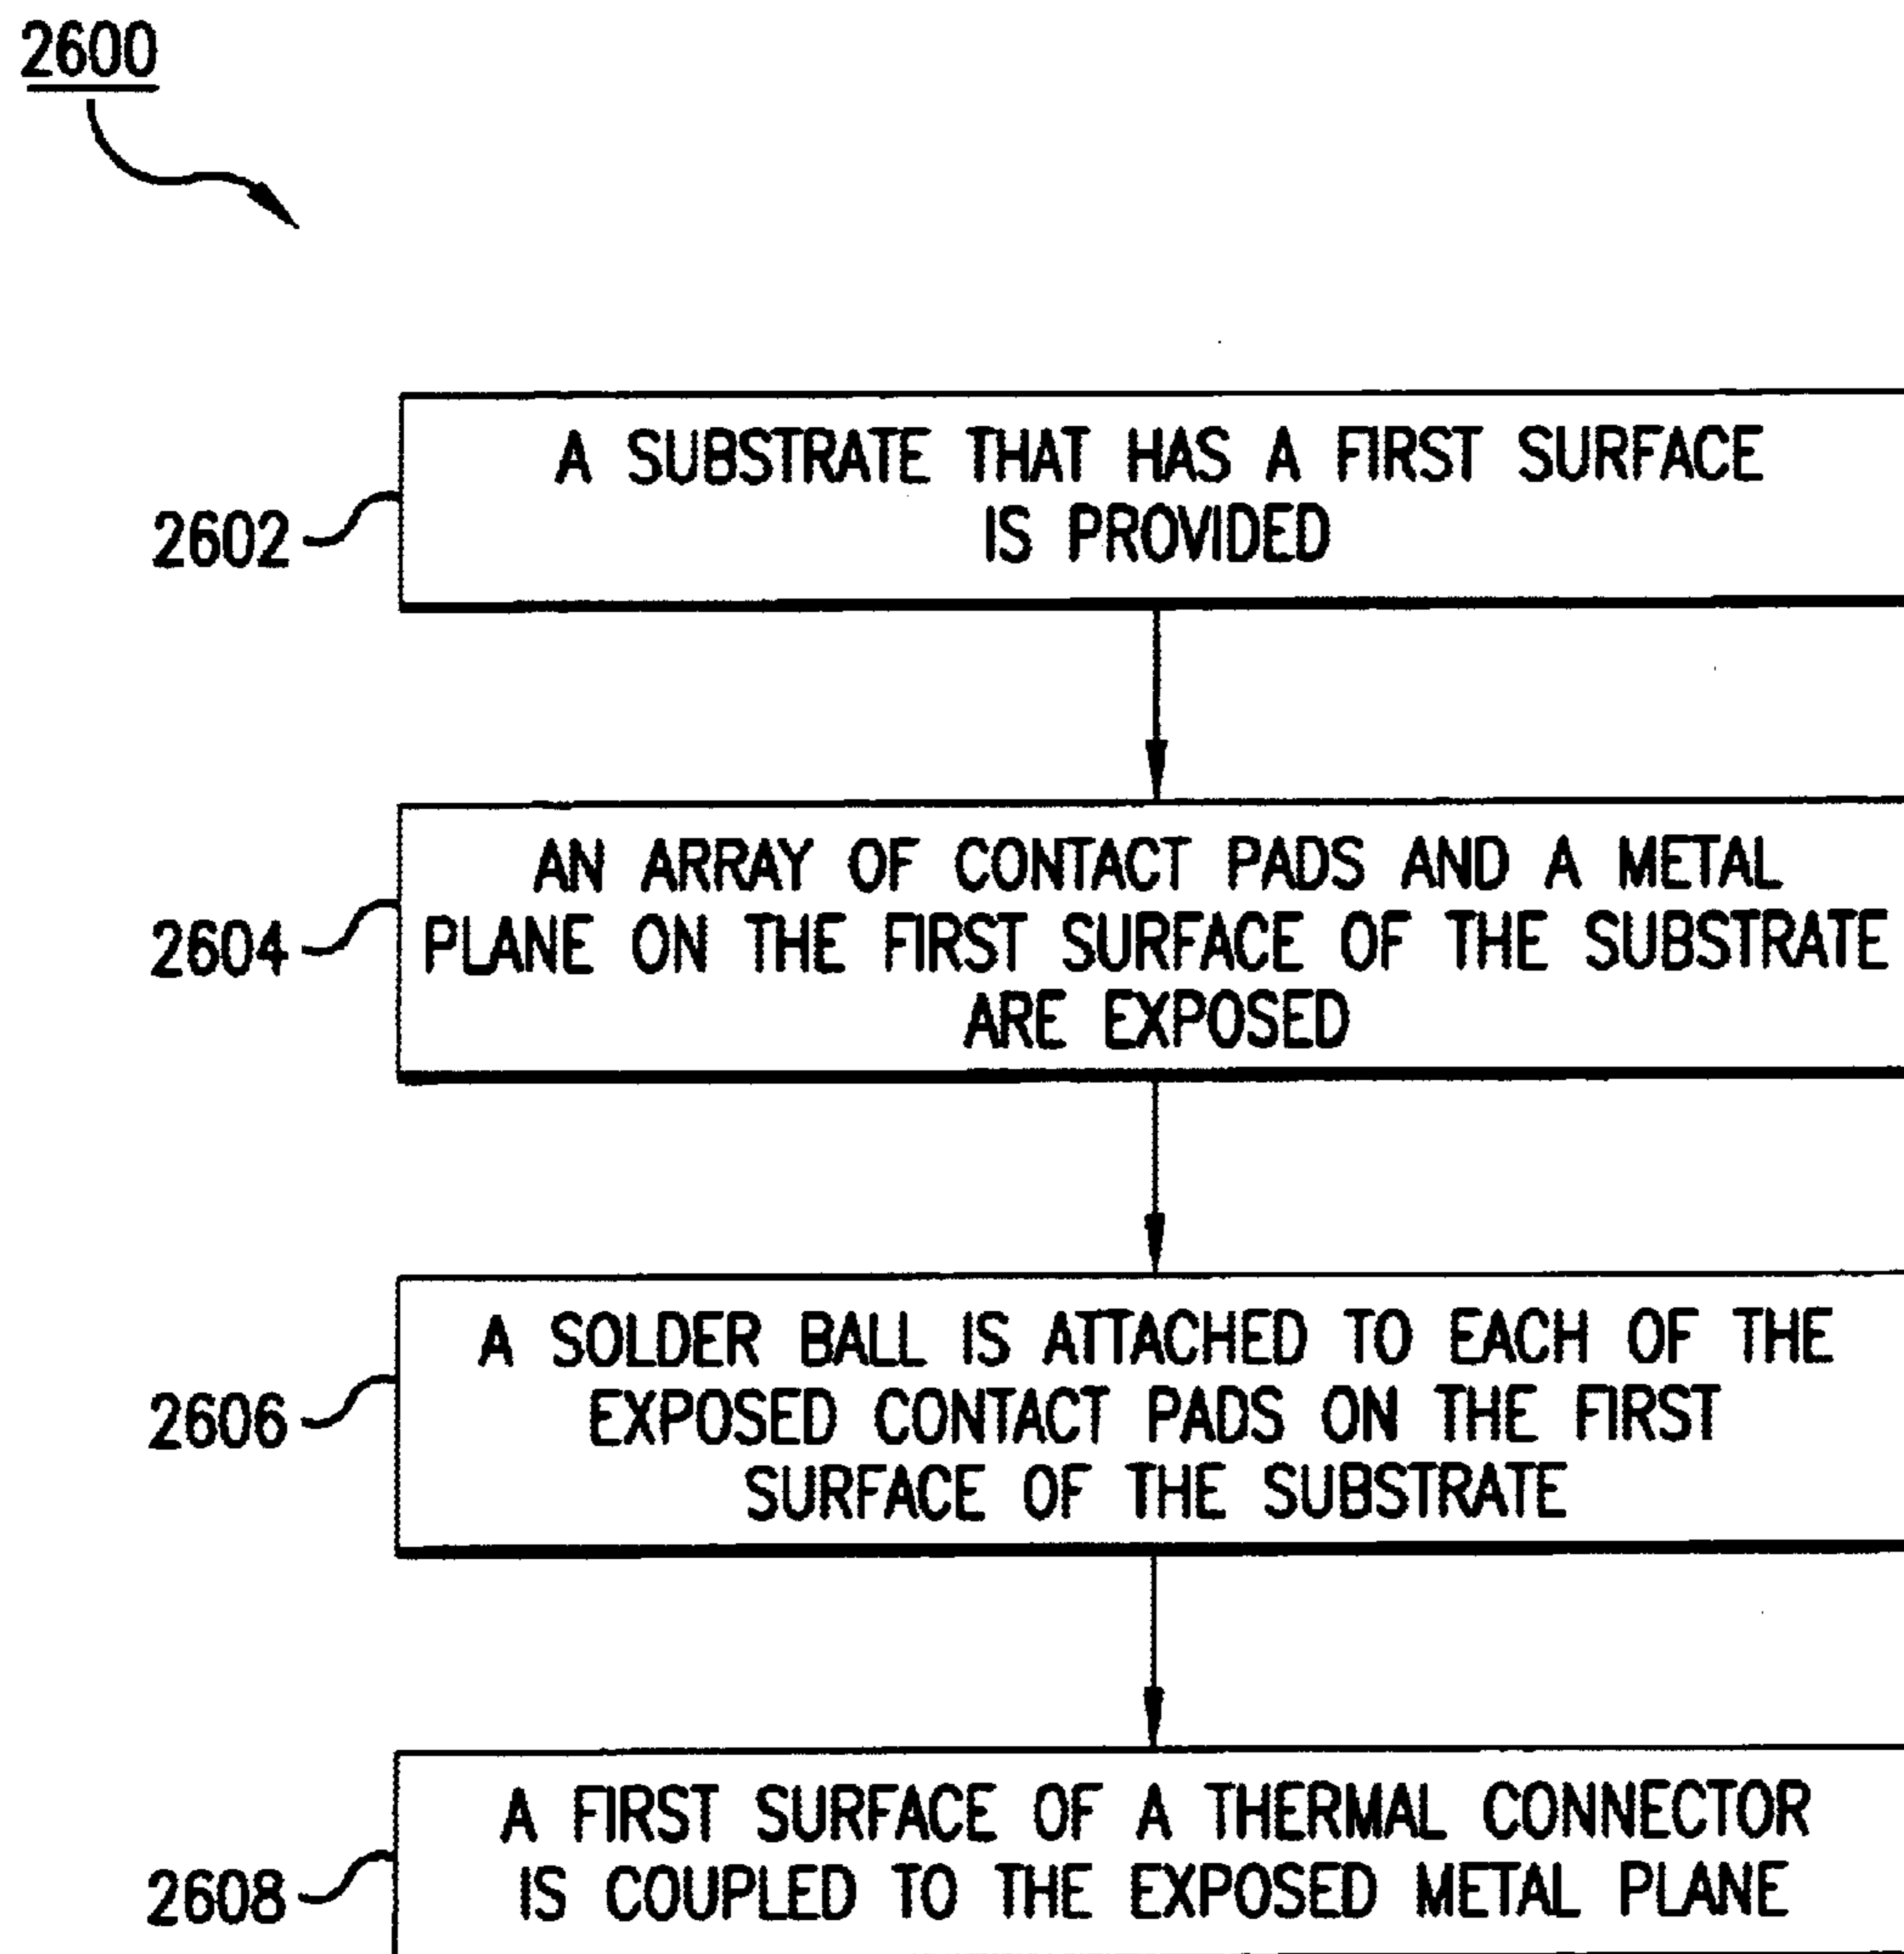 2600
A SUBSTRATE THAT HAS A FIRST SURFACE
IS PROVIDED
2602
AN ARRAY OF CONTACT PADS AND A METAL
PLANE ON THE FIRST SURFACE OF THE SUBSTRATE
ARE EXPOSED
2604
A SOLDER BALL IS ATTACHED TO EACH OF THE
EXPOSED CONTACT PADS ON THE FIRST
SURFACE OF THE SUBSTRATE
2606
A FIRST SURFACE OF A THERMAL CONNECTOR
IS COUPLED TO THE EXPOSED METAL PLANE
2608